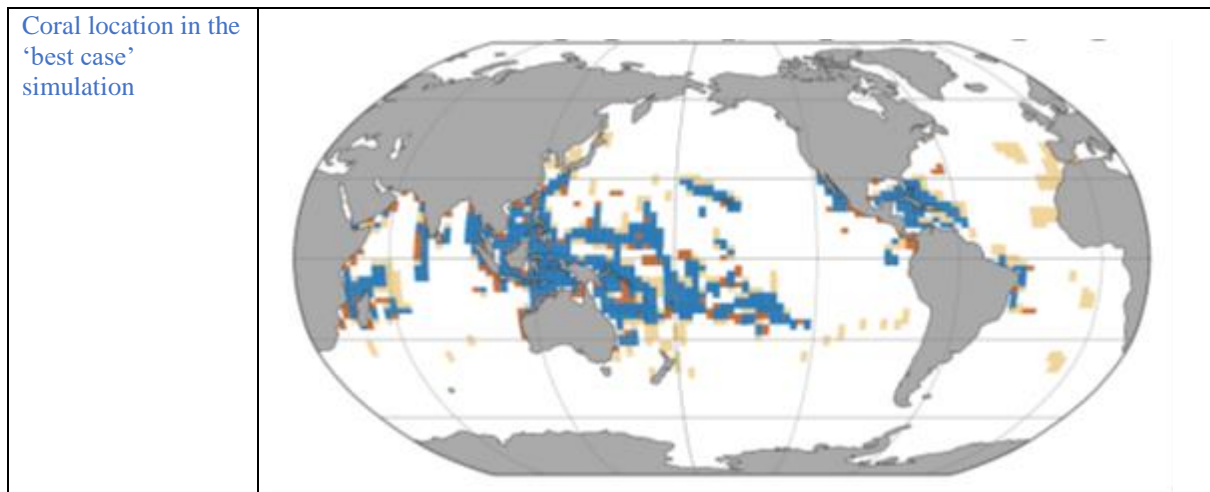 Coral location in the
‘best case’
simulation